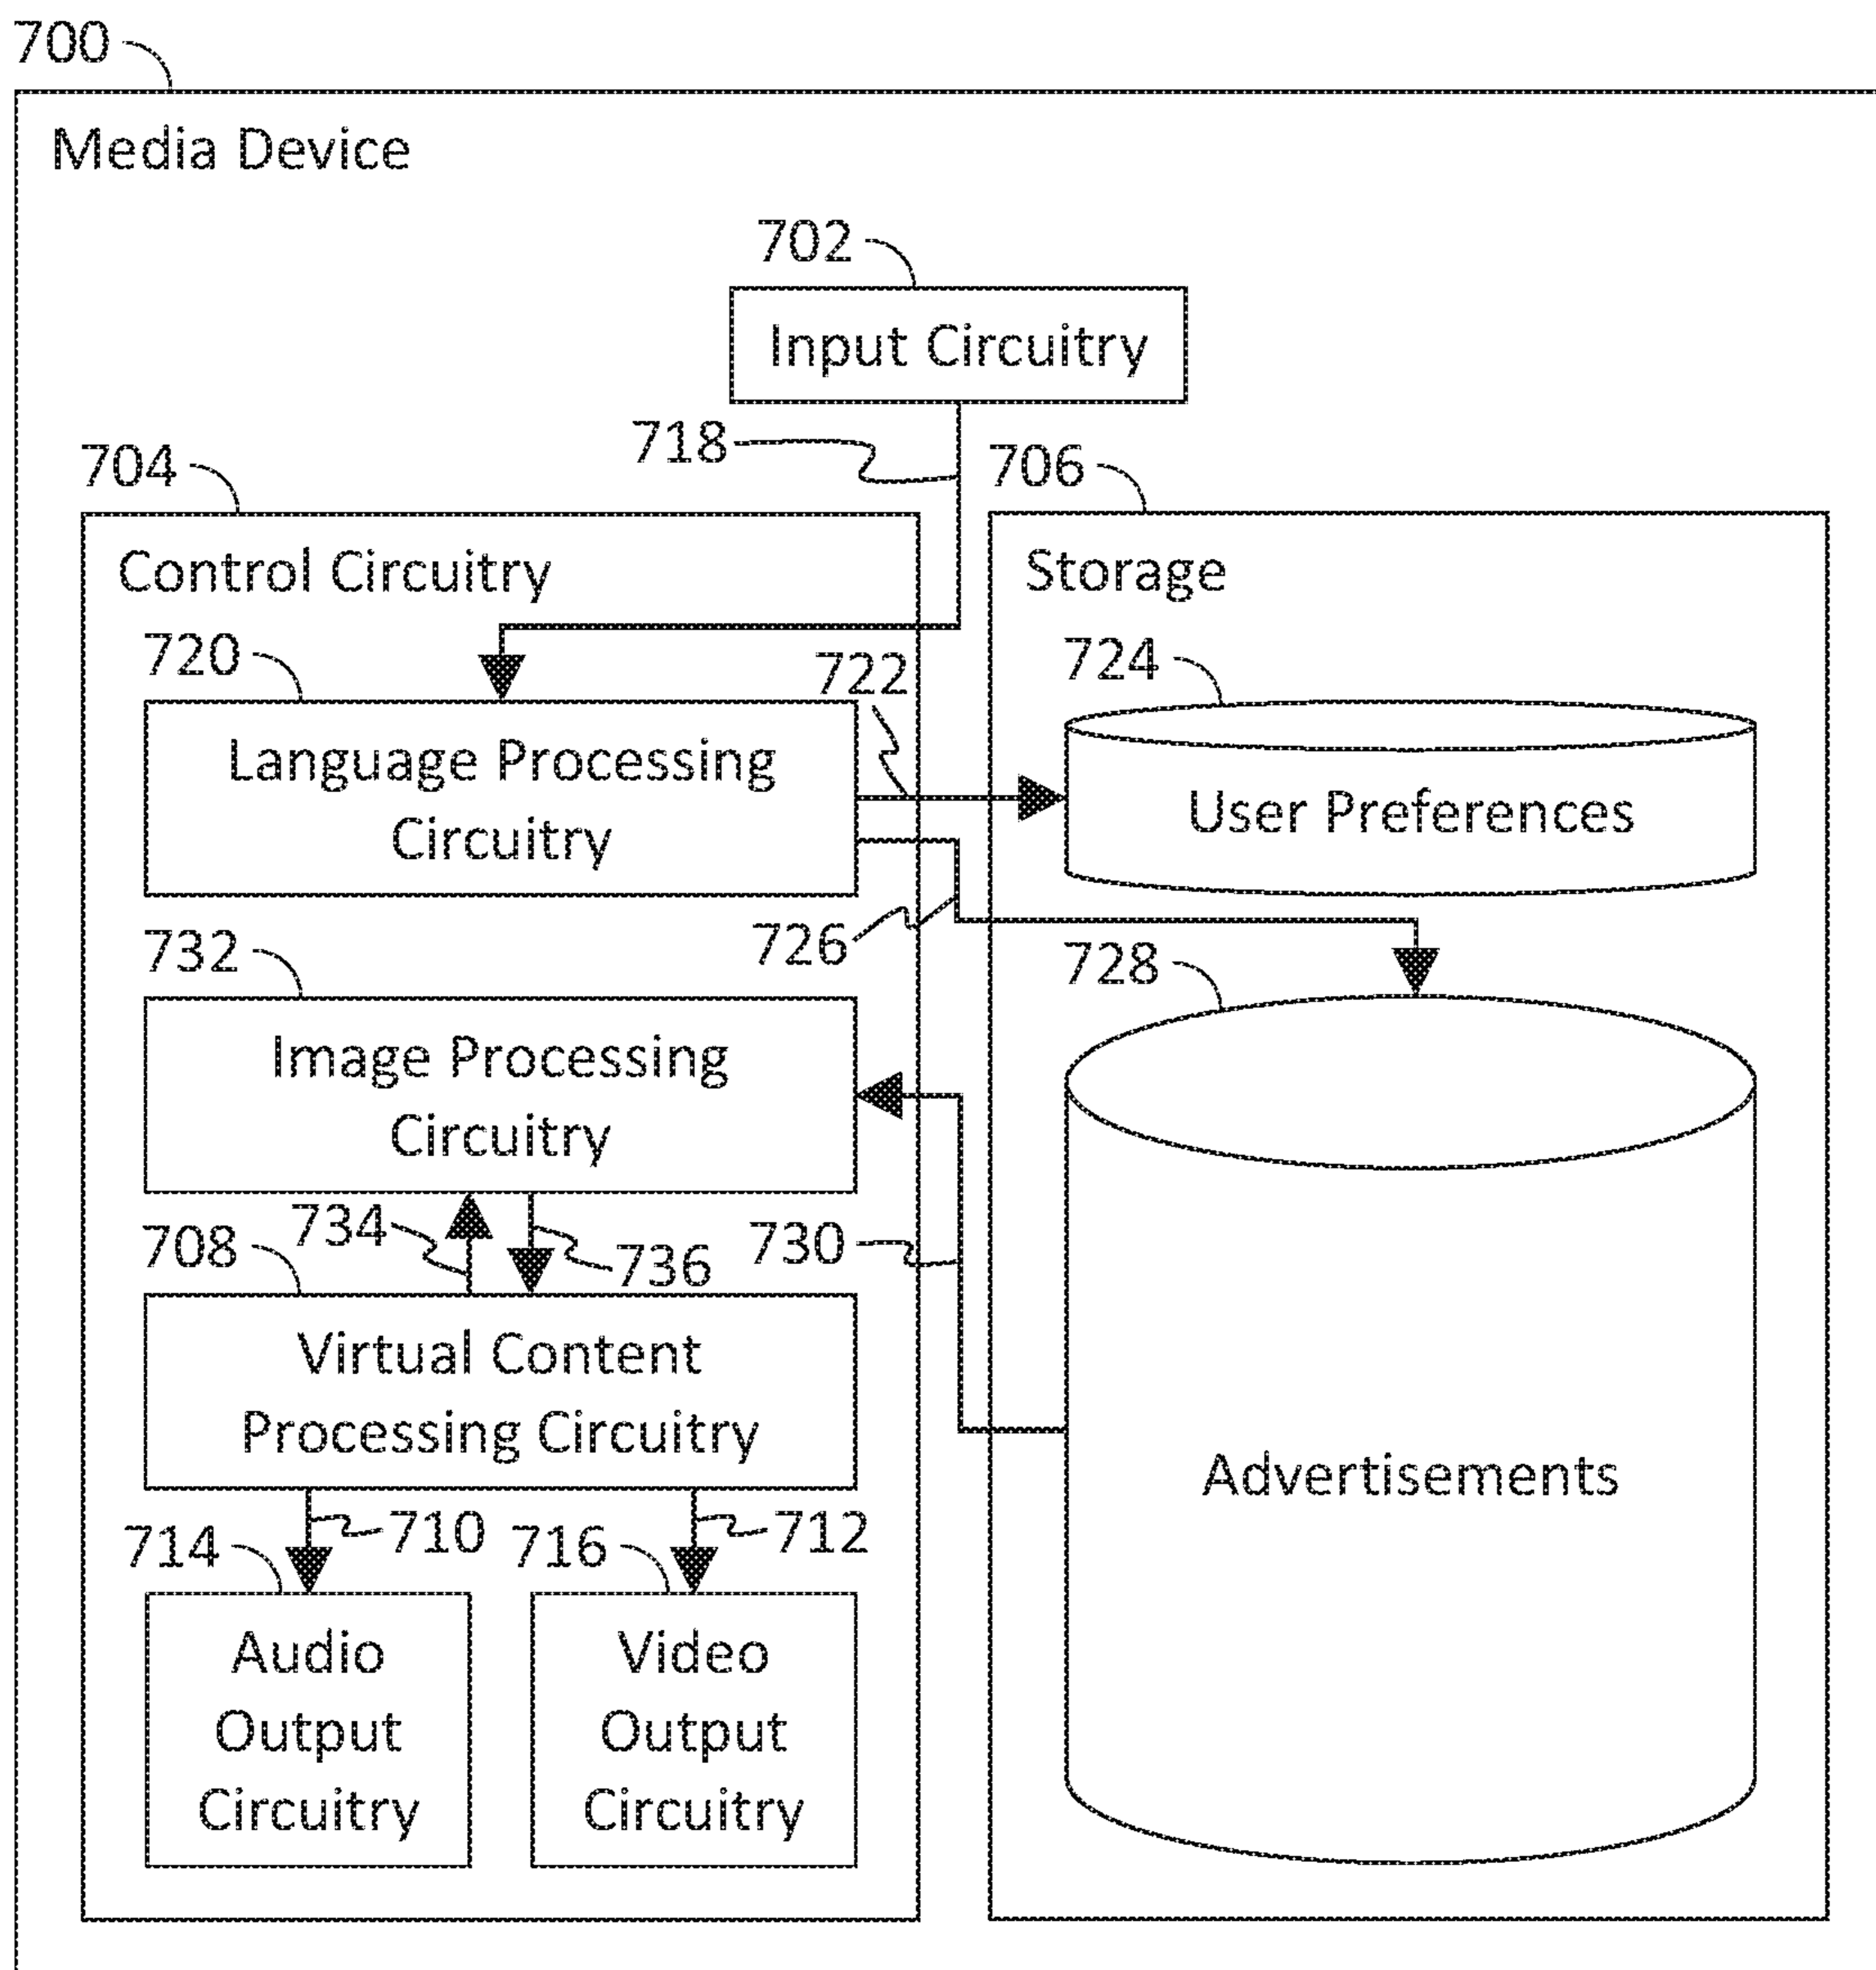 700
Media Device
702
Input Circuitry
718
704
706
Control Circuitry
Storage
720
722
724
Language Processing
Circuitry
User Preferences
726
732
728
Image Processing
Circuitry
734
730
708
736
Virtual Content
Processing Circuitry
Advertisements
710
712
714
716
Audio
Output
Circuitry
Video
Output
Circuitry